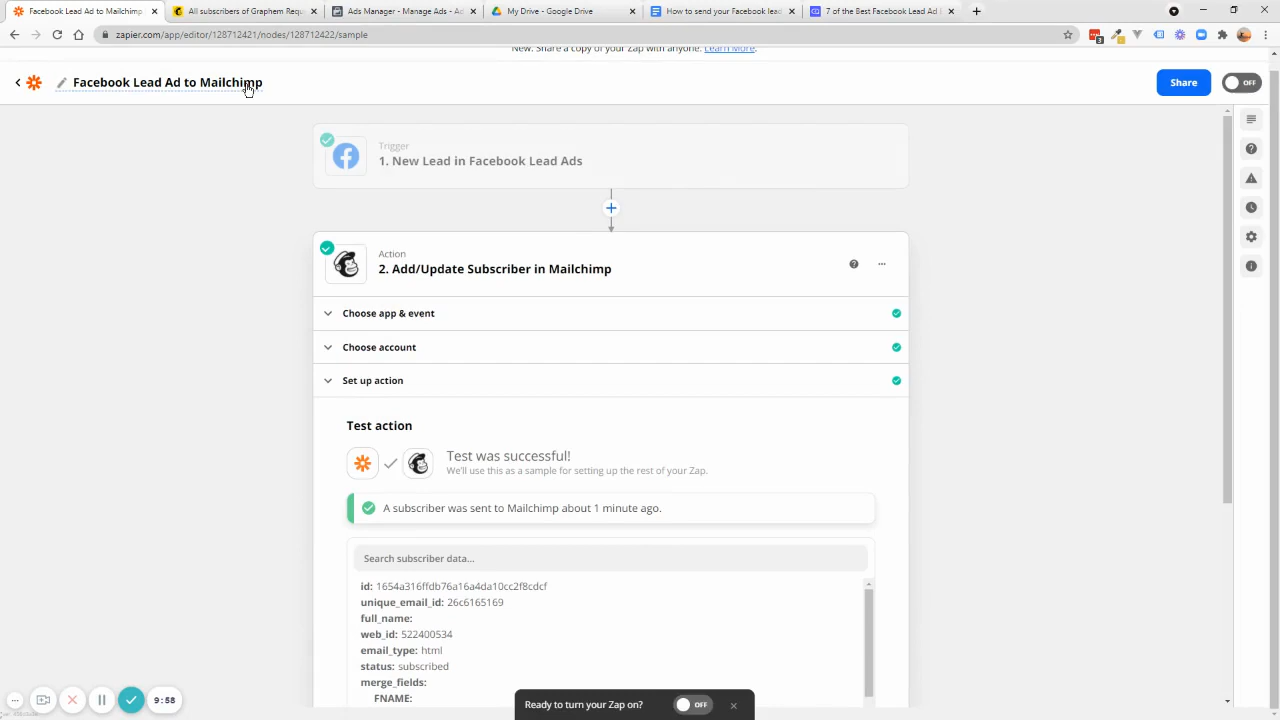 Facebook Lead Ad to Mailchimp
All subscribers of Graphem Requ
Ads Manager - Manage Ads - Ad
My Drive - Google Drive
How to send your Facebook lead
7 of the Best Facebook Lead Ad I
zapier.com/app/editor/128712421/nodes/128712422/sample
New: Share a copy of your Zap with anyone. Learn More.
Facebook Lead Ad to Mailchimp
Share
OFF
Trigger
1. New Lead in Facebook Lead Ads
Action
2. Add/Update Subscriber in Mailchimp
Choose app & event
Choose account
Set up action
Test action
Test was successful!
We'll use this as a sample for setting up the rest of your Zap.
A subscriber was sent to Mailchimp about 1 minute ago.
Search subscriber data...
id: 1654a316ffdb76a16a4da10cc2f8cdcf
unique_email_id: 26c6165169
full_name:
web_id: 522400534
email_type: html
status: subscribed
merge_fields:
FNAME:
Ready to turn your Zap on?
OFF
9:58